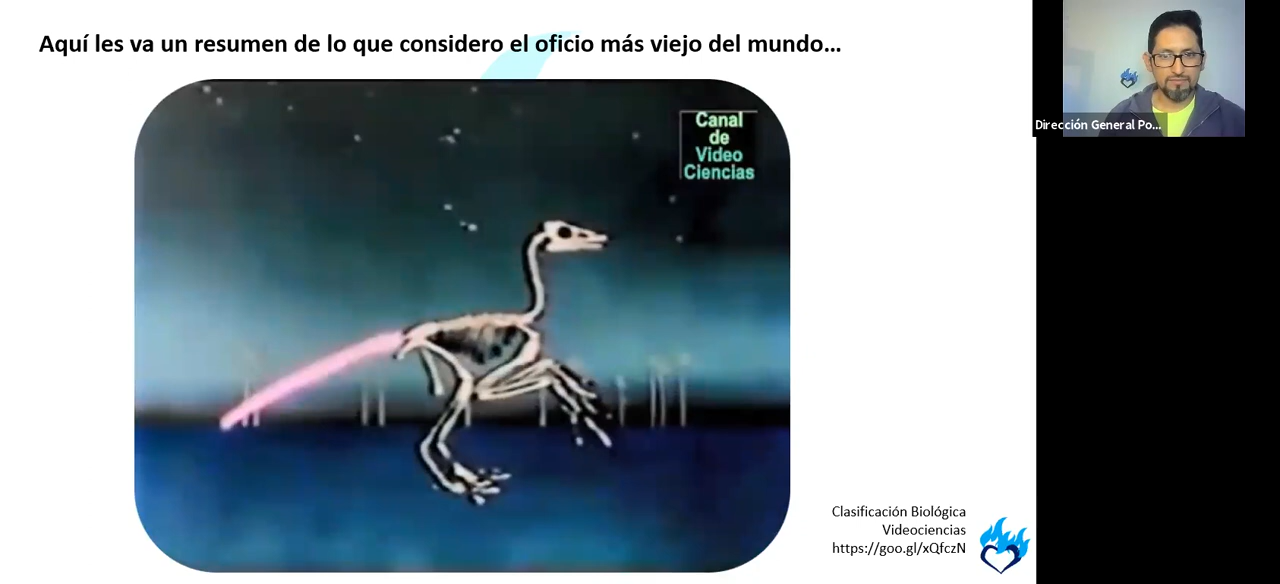 Aquí les va un resumen de lo que considero el oficio más viejo del mundo...
Canal
de
Video
Ciencias
Dirección General Po...
Clasificación Biológica
Videociencias
https://goo.gl/xQfczN